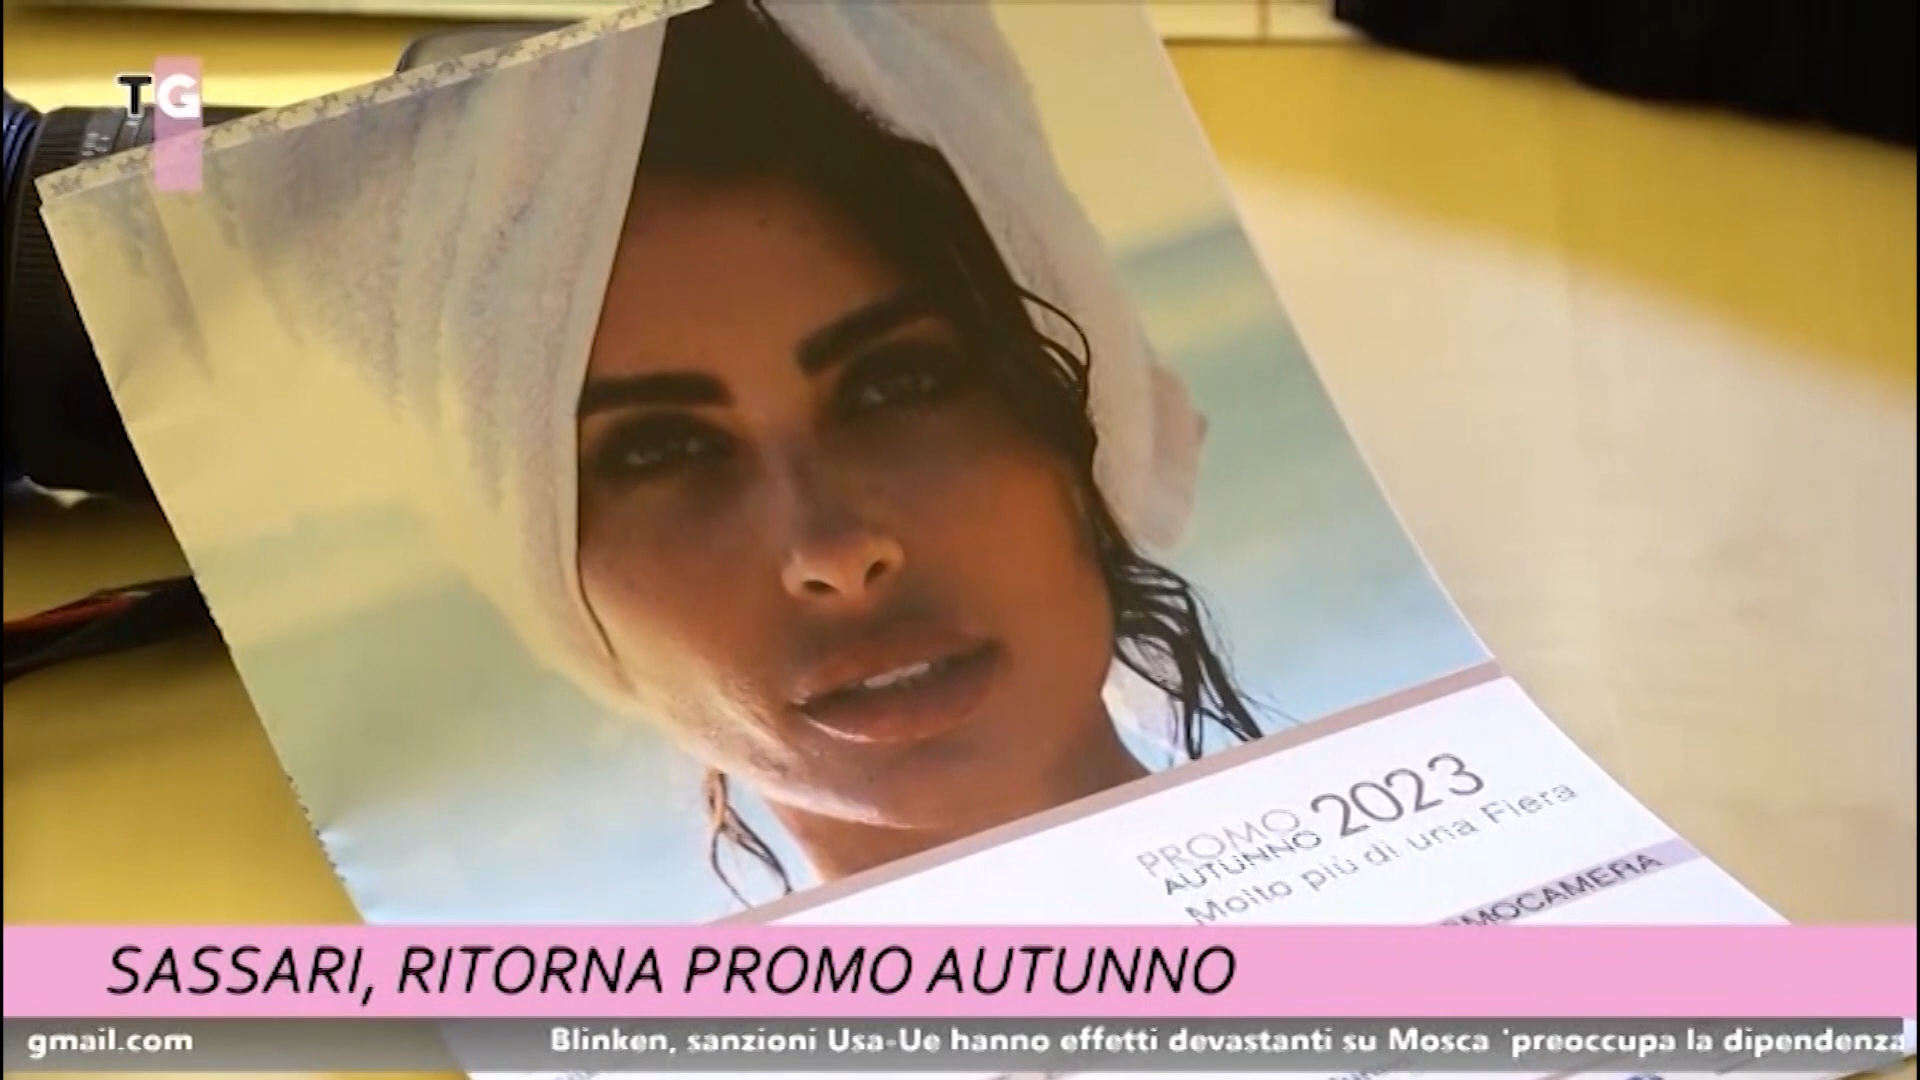 TG
PROMO
AUTUNNO 2023
Molto più di una Fiera
SASSARI, RITORNA PROMO AUTUNNO
gmail.com
Blinken, sanzioni Usa-Ue hanno effetti devastanti su Mosca 'preoccupa la dipendenza